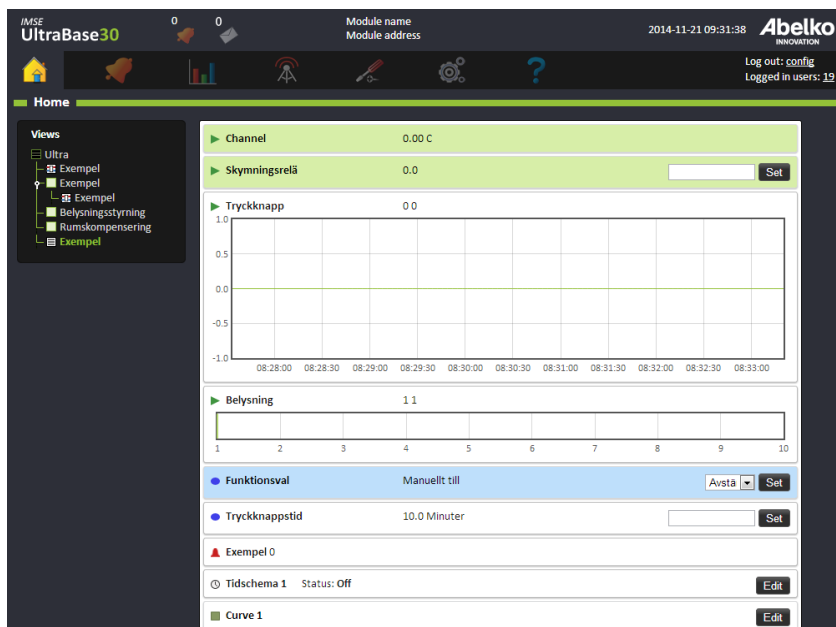 IMSE
UltraBase30
0
0
Module name
Module address
2014-11-21 09:31:38
Abelko
INNOVATION
?
Log out: config
Logged in users: 19
Home
Views
Ultra
Exempel
Exempel
Exempel
Belysningsstyrning
Rumskompensering
Exempel
Channel 0.00 C
Skymningsrelä 0.0 Set
Tryckknapp 0 0
1.0
0.5
0.0
-0.5
-1.0
08:28:00 08:28:30 08:29:00 08:29:30 08:30:00 08:30:30 08:31:00 08:31:30 08:32:00 08:32:30 08:33:00
Belysning 1 1
1 2 3 4 5 6 7 8 9 10
Funktionsval Manuellt till Avstä Set
Tryckknappstid 10.0 Minuter Set
Exempel 0
Tidschema 1 Status: Off Edit
Curve 1 Edit